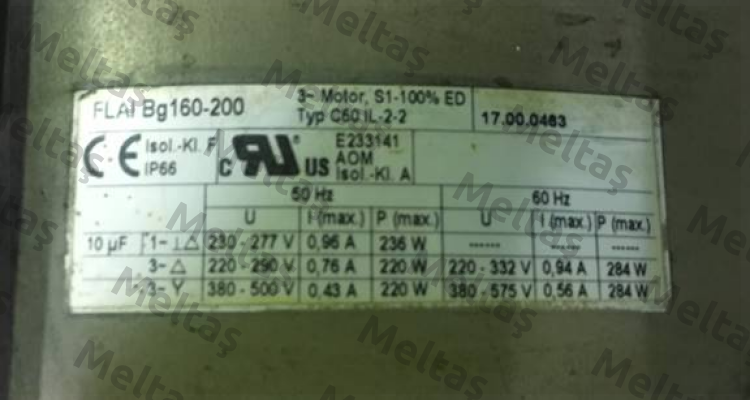 FLAI Bg160-200
3~ Motor, S1-100% ED
Typ C60 IL-2-2
17.00.0463
CE Isol.-Kl. F
IP66
C RU® US
E233141
AOM
Isol.-Kl. A
50 Hz 60 Hz
U I (max.) P (max.) U I (max.) P (max.)
10 µF 1~ ⊥ △ 230 - 277 V 0,96 A 236 W ------ ------ ------
3~ △ 220 - 290 V 0,76 A 220 W 220 - 332 V 0,94 A 284 W
3~ Y 380 - 500 V 0,43 A 220 W 380 - 575 V 0,56 A 284 W
Meltaş